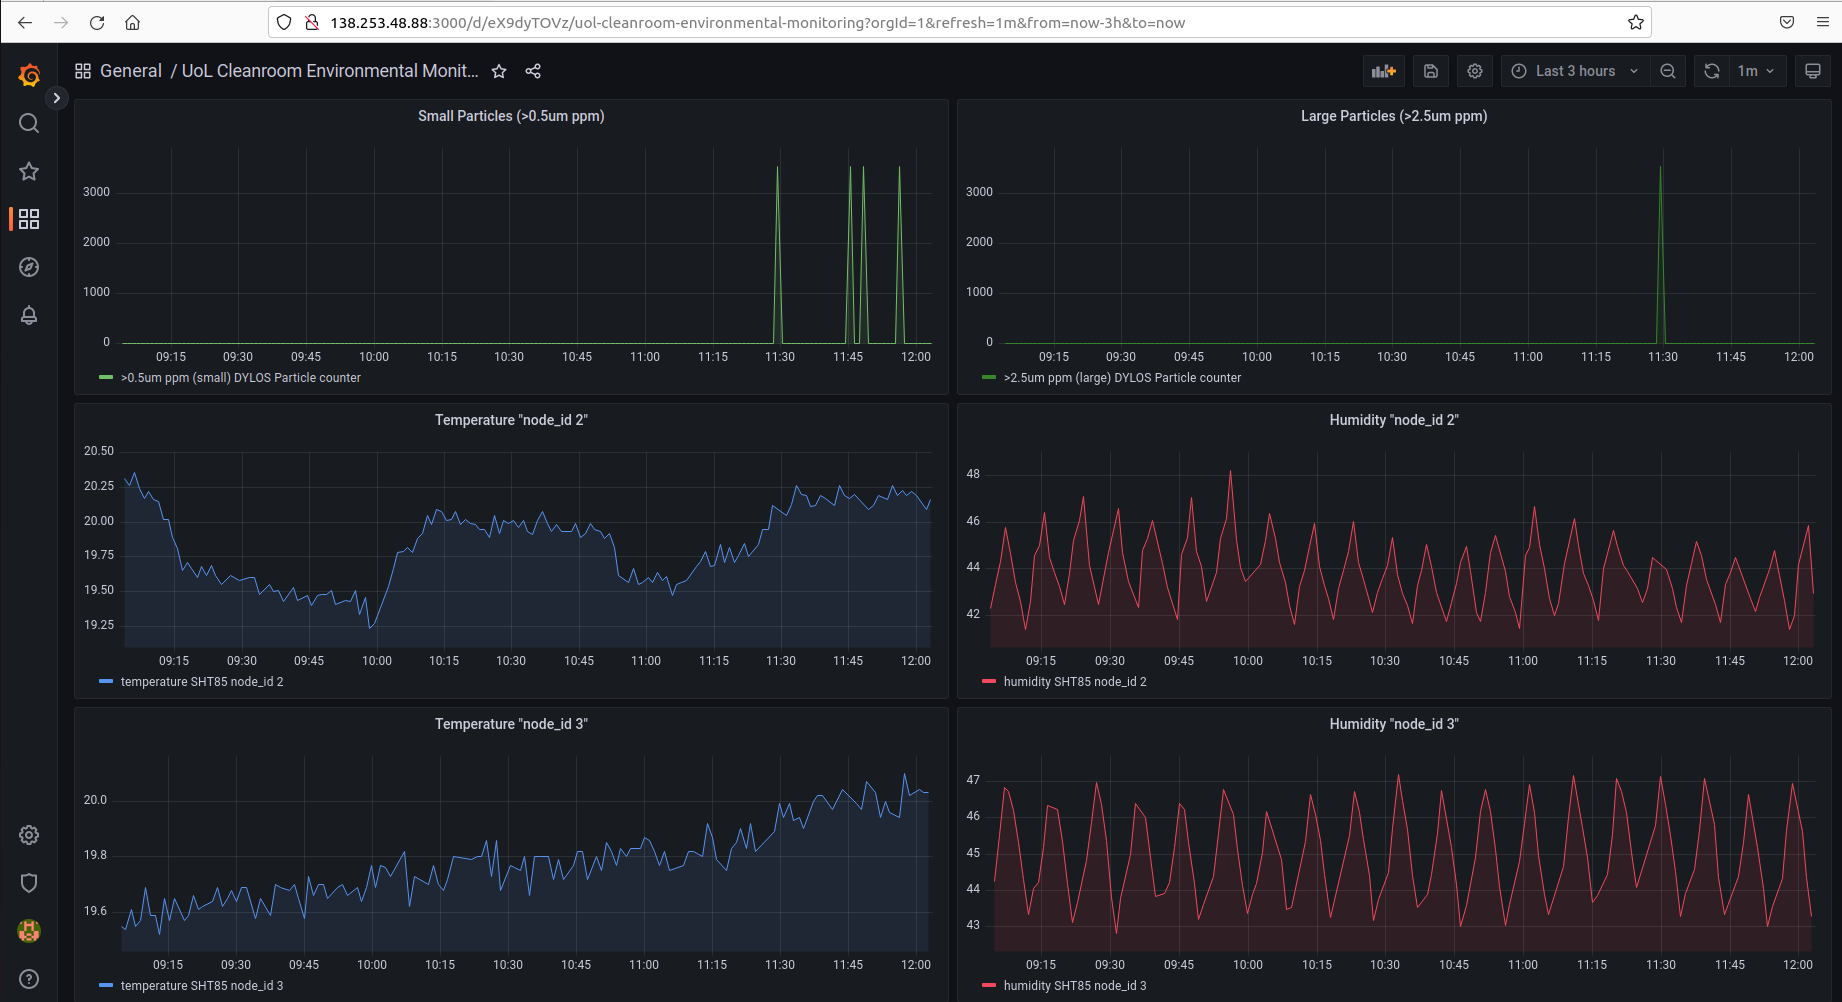 138.253.48.88:3000/d/eX9dyTOVz/uol-cleanroom-environmental-monitoring?orgId=1&refresh=1m&from=now-3h&to=now
General / UoL Cleanroom Environmental Monit... Last 3 hours 1m
Small Particles (>0.5um ppm)
3000
2000
1000
0
09:15 09:30 09:45 10:00 10:15 10:30 10:45 11:00 11:15 11:30 11:45 12:00
>0.5um ppm (small) DYLOS Particle counter
Large Particles (>2.5um ppm)
3000
2000
1000
0
09:15 09:30 09:45 10:00 10:15 10:30 10:45 11:00 11:15 11:30 11:45 12:00
>2.5um ppm (large) DYLOS Particle counter
Temperature "node_id 2"
20.50
20.25
20.00
19.75
19.50
19.25
09:15 09:30 09:45 10:00 10:15 10:30 10:45 11:00 11:15 11:30 11:45 12:00
temperature SHT85 node_id 2
Humidity "node_id 2"
48
46
44
42
09:15 09:30 09:45 10:00 10:15 10:30 10:45 11:00 11:15 11:30 11:45 12:00
humidity SHT85 node_id 2
Temperature "node_id 3"
20.0
19.8
19.6
09:15 09:30 09:45 10:00 10:15 10:30 10:45 11:00 11:15 11:30 11:45 12:00
temperature SHT85 node_id 3
Humidity "node_id 3"
47
46
45
44
43
09:15 09:30 09:45 10:00 10:15 10:30 10:45 11:00 11:15 11:30 11:45 12:00
humidity SHT85 node_id 3